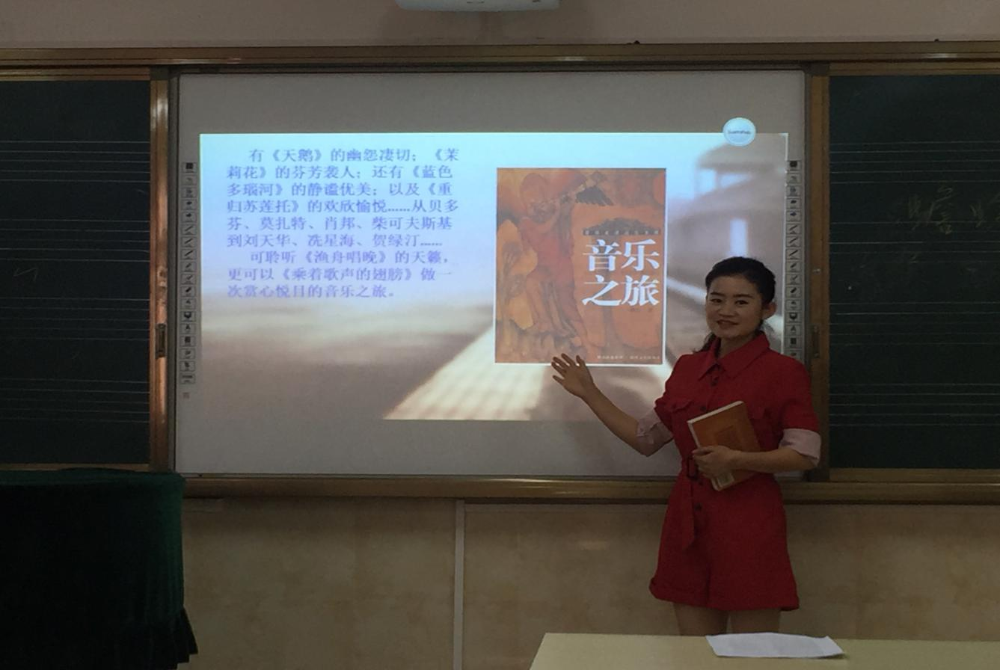 有《天鹅》的幽怨凄切；《茉
莉花》的芬芳袭人；还有《蓝色
多瑙河》的静谧优美；以及《重
归苏莲托》的欢欣愉悦……从贝多
芬、莫扎特、肖邦、柴可夫斯基
到刘天华、冼星海、贺绿汀……
可聆听《渔舟唱晚》的天籁，
更可以《乘着歌声的翅膀》做一
次赏心悦目的音乐之旅。
音乐
之旅